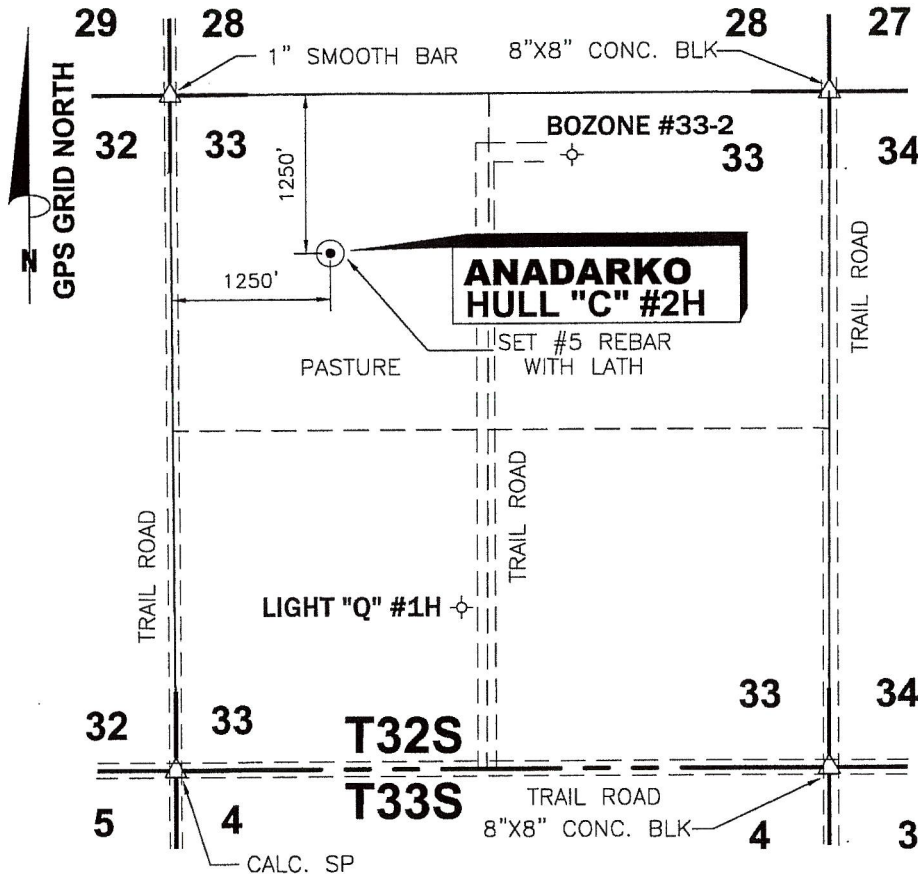 29 28 28 27
1" SMOOTH BAR
8"X8" CONC. BLK
GPS GRID NORTH
N
32 33
1250'
BOZONE #33-2
33 34
1250'
ANADARKO
HULL "C" #2H
SET #5 REBAR
WITH LATH
PASTURE
TRAIL ROAD
TRAIL ROAD
TRAIL ROAD
LIGHT "Q" #1H
32 33
33 34
T32S
T33S
TRAIL ROAD
8"X8" CONC. BLK
5 4
4 3
CALC. SP